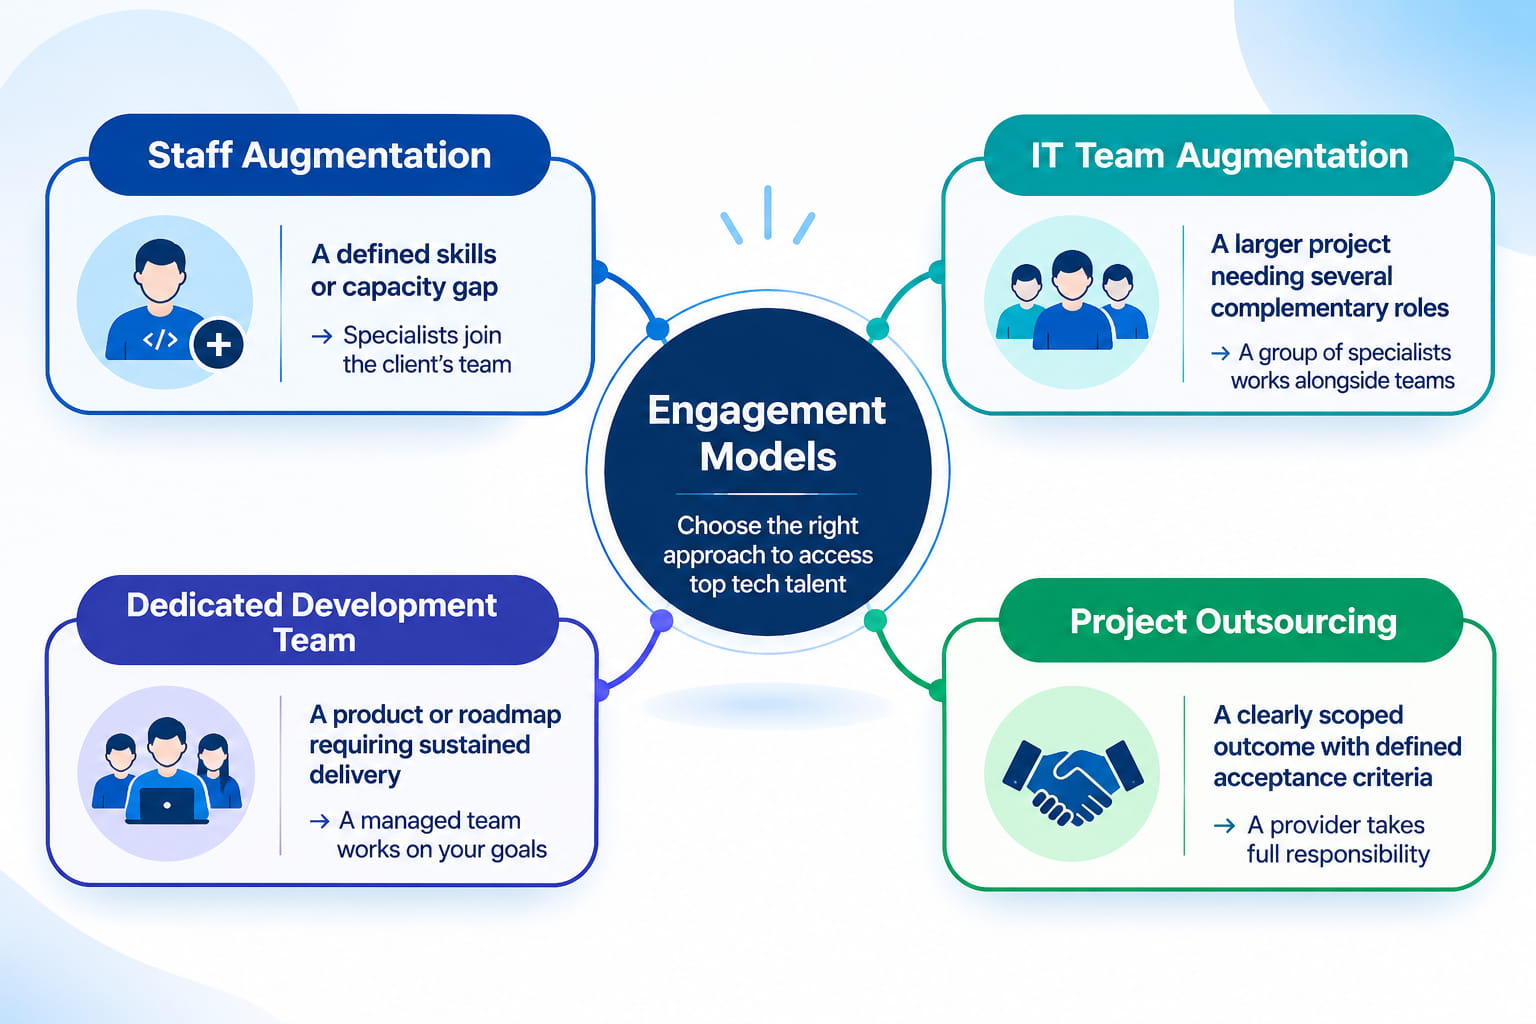 Staff Augmentation
A defined skills
or capacity gap
→ Specialists join
the client's team
IT Team Augmentation
A larger project
needing several
complementary roles
→ A group of specialists
works alongside teams
</>
+
Engagement
Models
Choose the right
approach to access
top tech talent
Dedicated Development
Team
A product or roadmap
requiring sustained
delivery
→ A managed team
works on your goals
Project Outsourcing
A clearly scoped
outcome with defined
acceptance criteria
→ A provider takes
full responsibility